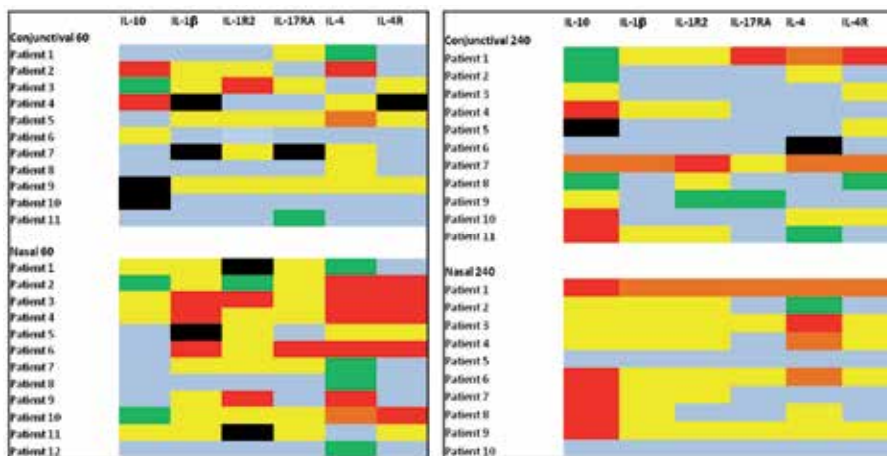 IL-10 IL-1β IL-1R2 IL-17RA IL-4 IL-4R
Conjunctival 60
Patient 1
Patient 2
Patient 3
Patient 4
Patient 5
Patient 6
Patient 7
Patient 8
Patient 9
Patient 10
Patient 11
Nasal 60
Patient 1
Patient 2
Patient 3
Patient 4
Patient 5
Patient 6
Patient 7
Patient 8
Patient 9
Patient 10
Patient 11
Patient 12
IL-10 IL-1β IL-1R2 IL-17RA IL-4 IL-4R
Conjunctival 240
Patient 1
Patient 2
Patient 3
Patient 4
Patient 5
Patient 6
Patient 7
Patient 8
Patient 9
Patient 10
Patient 11
Nasal 240
Patient 1
Patient 2
Patient 3
Patient 4
Patient 5
Patient 6
Patient 7
Patient 8
Patient 9
Patient 10